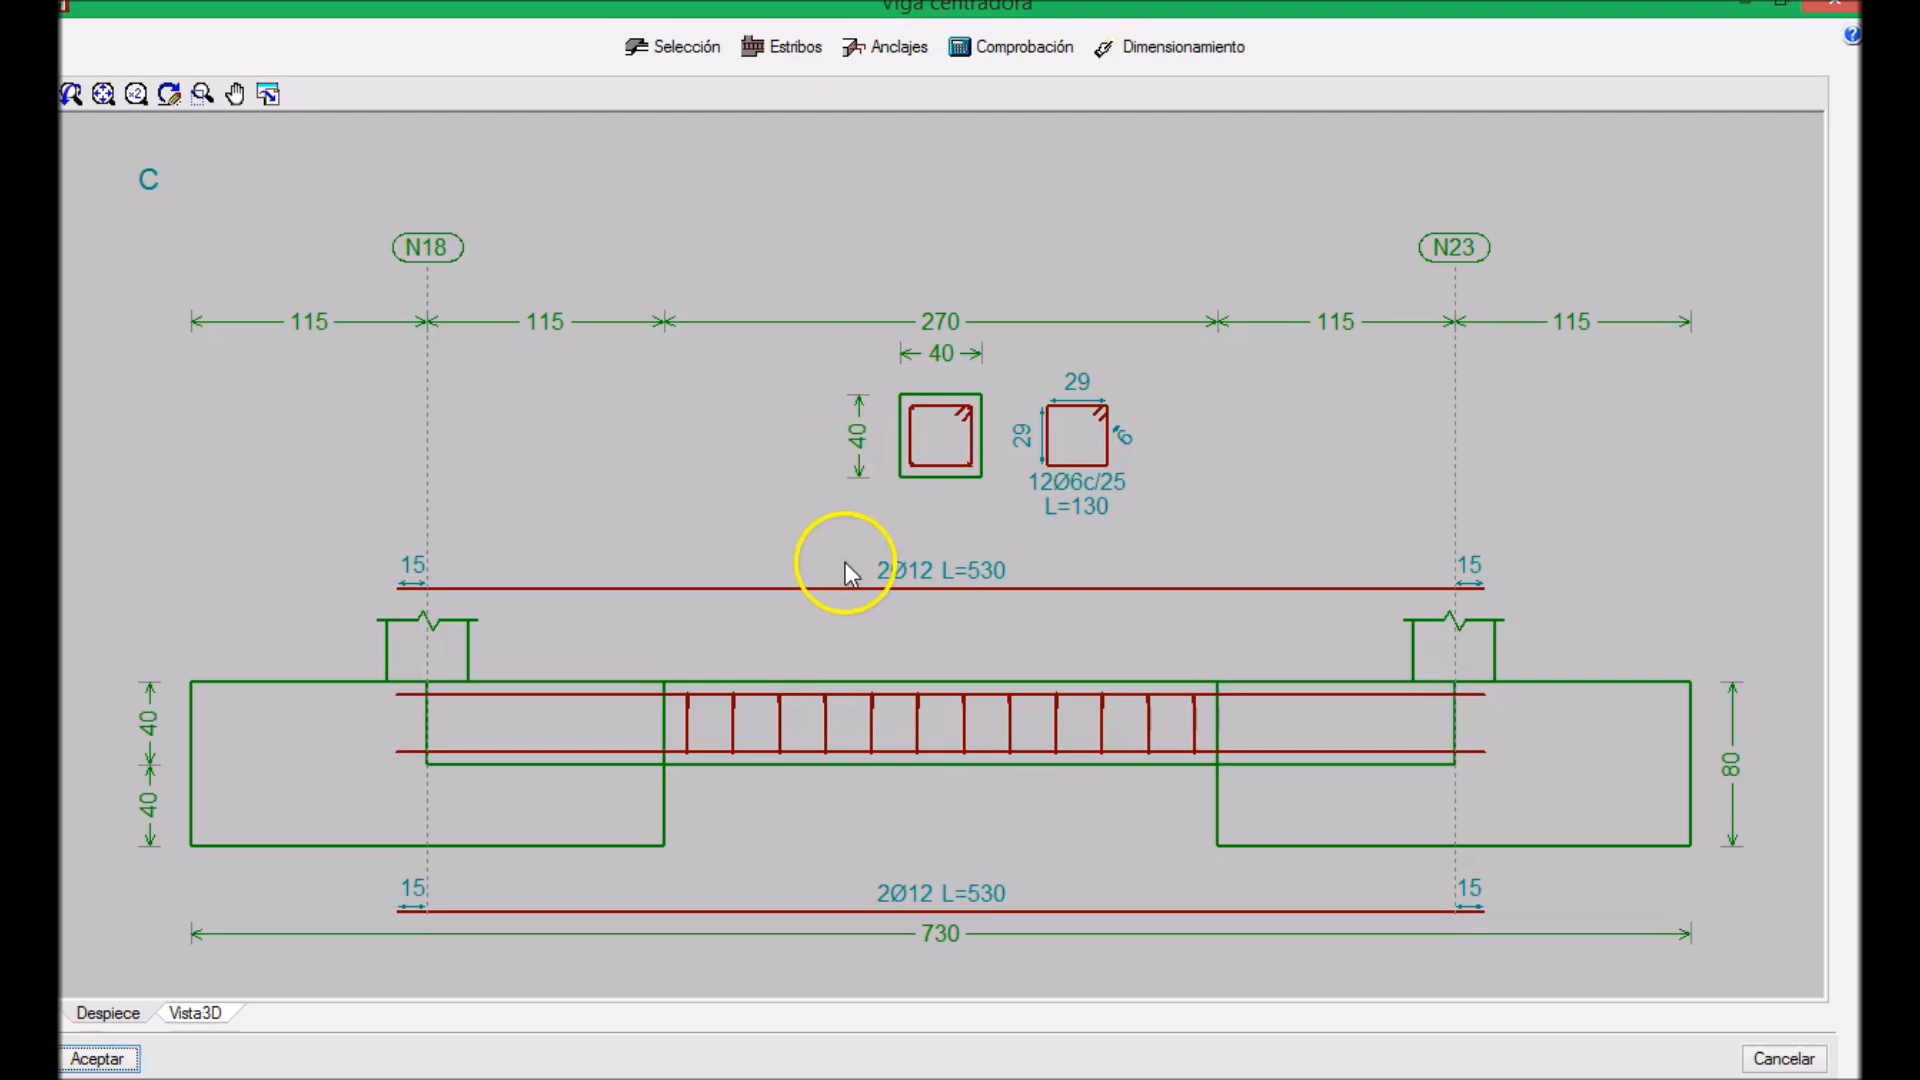 Viga centradora
Selección Estribos Anclajes Comprobación Dimensionamiento
C
N18 N23
115 115 270 115 115
40
29
40 29 6
12Ø6c/25
L=130
15 2Ø12 L=530 15
40
40 80
15 2Ø12 L=530 15
730
Despiece Vista3D
Aceptar Cancelar